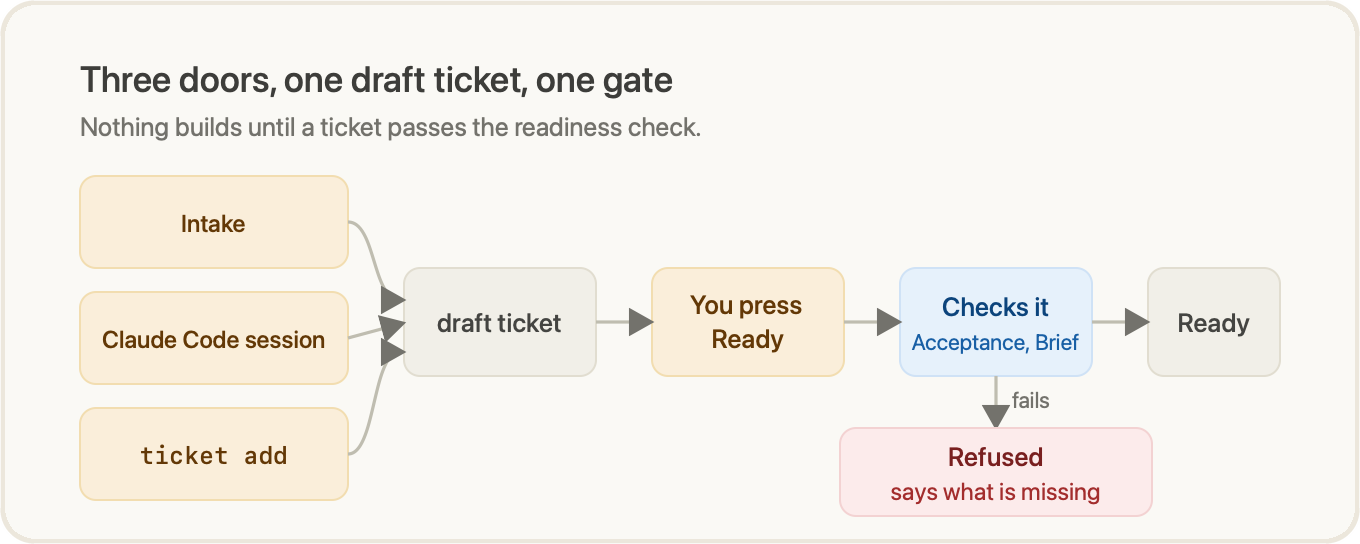 Three doors, one draft ticket, one gate
Nothing builds until a ticket passes the readiness check.
Intake
Claude Code session
ticket add
draft ticket
You press
Ready
Checks it
Acceptance, Brief
Ready
fails
Refused
says what is missing